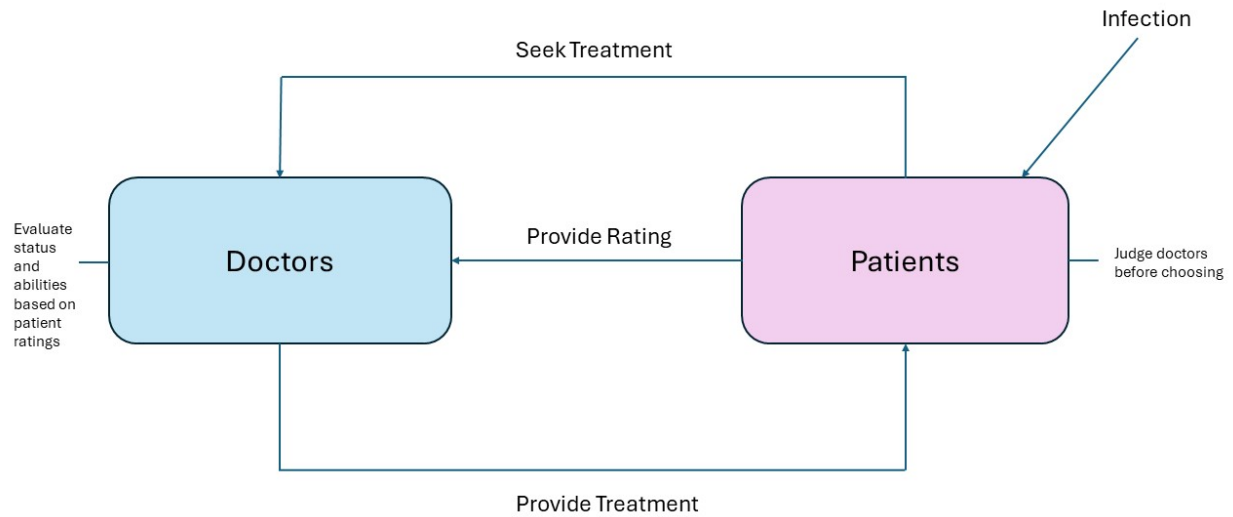 Infection
Seek Treatment
Evaluate
status
and
abilities
based on
patient
ratings
Doctors
Provide Rating
Patients
Judge doctors
before choosing
Provide Treatment